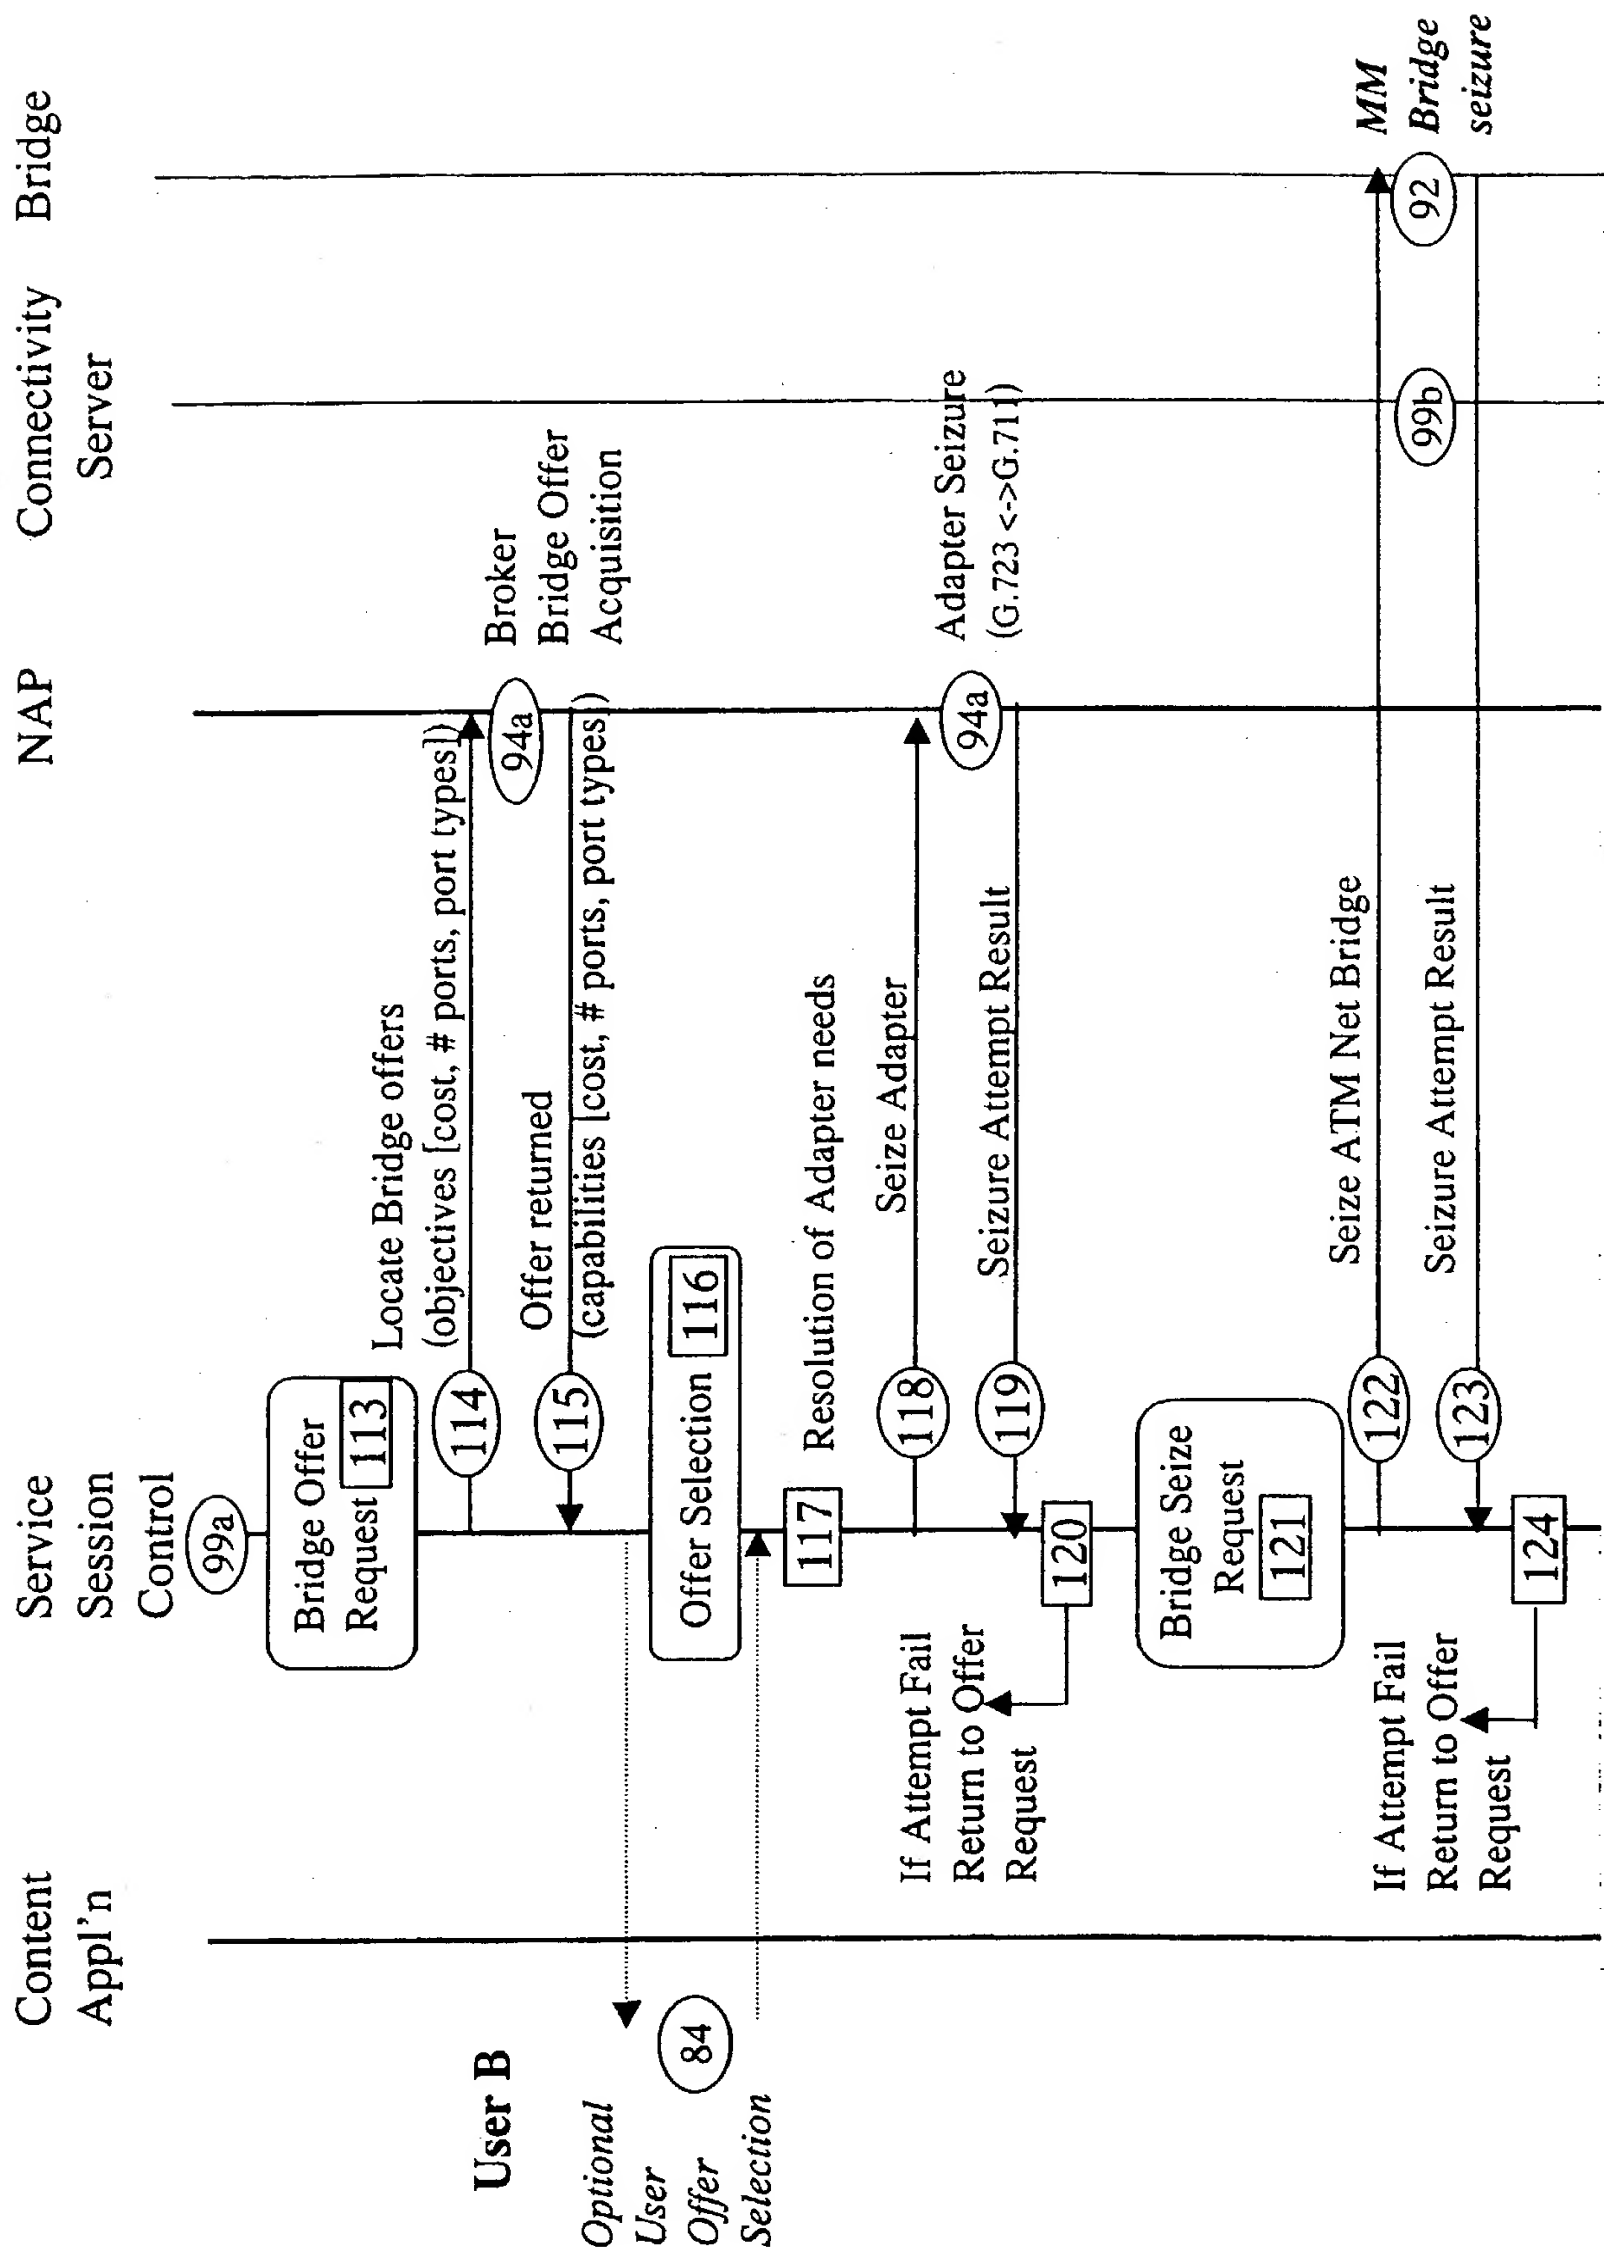 Content
Appl'n
Service
Session
Control
NAP
Connectivity
Server
Bridge
99a
Bridge Offer
Request 113
Locate Bridge offers
(objectives [cost, # ports, port types])
114
User B
94a
Broker
Bridge Offer
Acquisition
Offer returned
(capabilities [cost, # ports, port types])
115
Optional
User
Offer
Selection
84
Offer Selection 116
117
Resolution of Adapter needs
Seize Adapter
118
94a
Adapter Seizure
(G.723 <->G.711)
Seizure Attempt Result
119
If Attempt Fail
Return to Offer
Request
120
Bridge Seize
Request
121
Seize ATM Net Bridge
122
99b
92
MM
Bridge
seizure
Seizure Attempt Result
123
If Attempt Fail
Return to Offer
Request
124